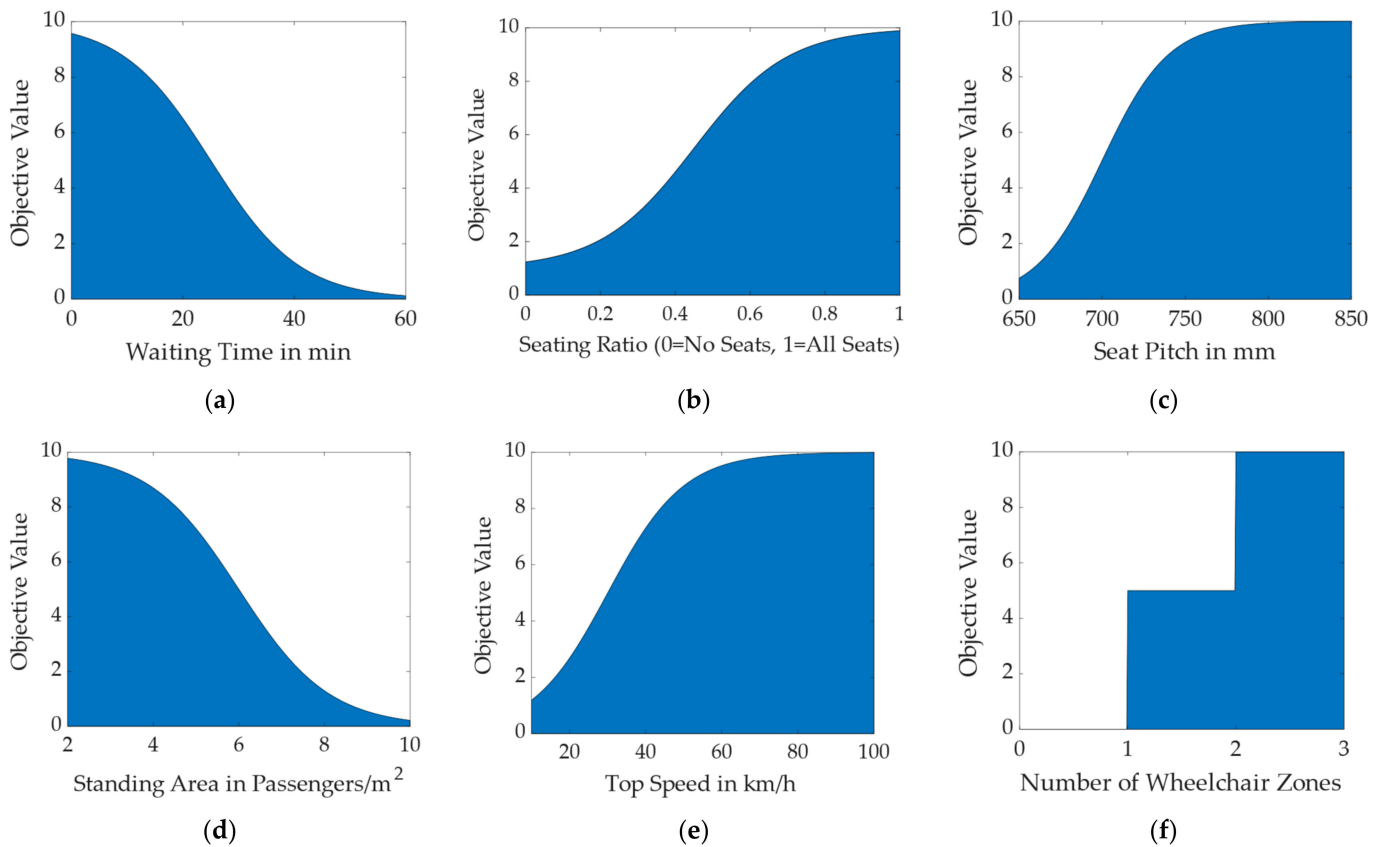 10
8
6
4
2
0
Objective Value
0 20 40 60
Waiting Time in min
(a)
10
8
6
4
2
0
Objective Value
0 0.2 0.4 0.6 0.8 1
Seating Ratio (0=No Seats, 1=All Seats)
(b)
10
8
6
4
2
0
Objective Value
650 700 750 800 850
Seat Pitch in mm
(c)
10
8
6
4
2
0
Objective Value
2 4 6 8 10
Standing Area in Passengers/m²
(d)
10
8
6
4
2
0
Objective Value
20 40 60 80 100
Top Speed in km/h
(e)
10
8
6
4
2
0
Objective Value
0 1 2 3
Number of Wheelchair Zones
(f)